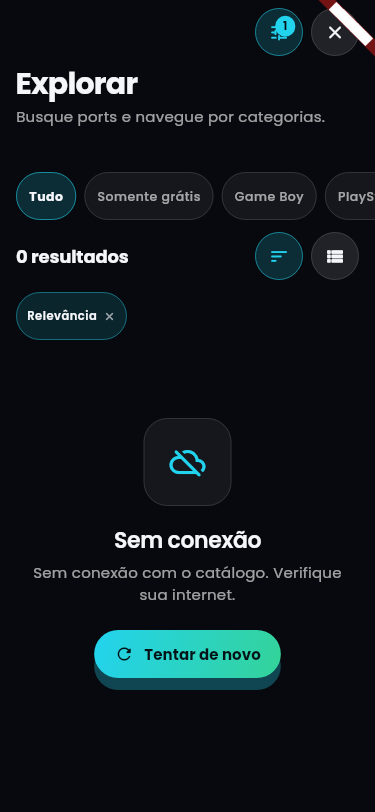 1
Explorar
Busque ports e navegue por categorias.
Tudo
Somente grátis
Game Boy
PlayS
0 resultados
Relevância
Sem conexão
Sem conexão com o catálogo. Verifique
sua internet.
Tentar de novo